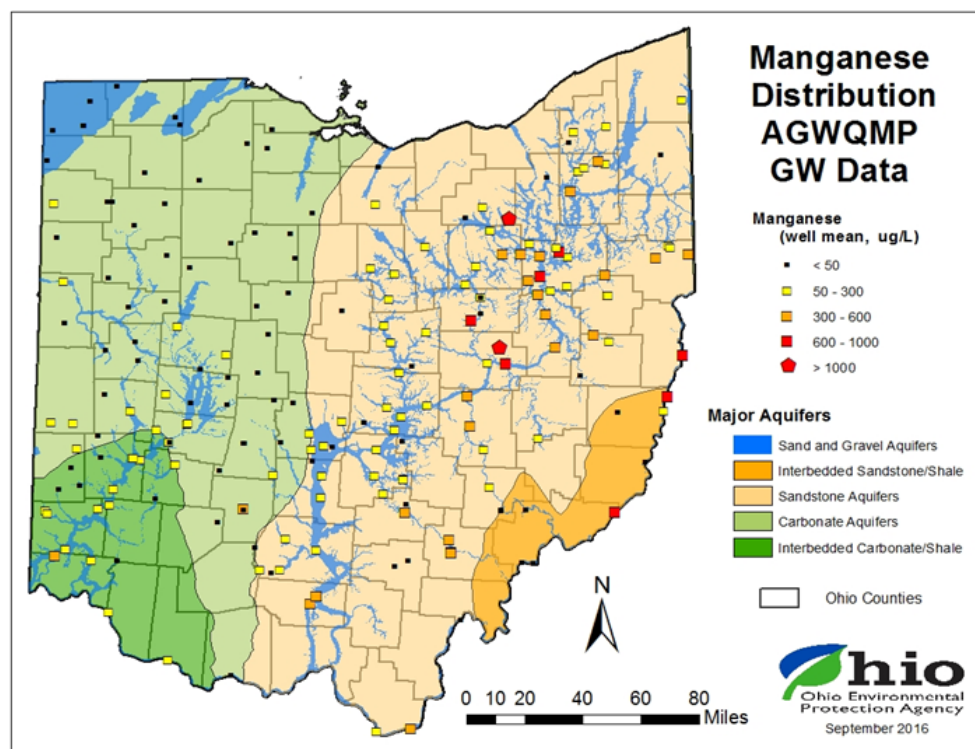 Manganese
Distribution
AGWQMP
GW Data
Manganese
(well mean, ug/L)
< 50
50 - 300
300 - 600
600 - 1000
> 1000
Major Aquifers
Sand and Gravel Aquifers
Interbedded Sandstone/Shale
Sandstone Aquifers
Carbonate Aquifers
Interbedded Carbonate/Shale
Ohio Counties
N
0 20 40 60 80
Miles
Ohio
Ohio Environmental
Protection Agency
September 2016